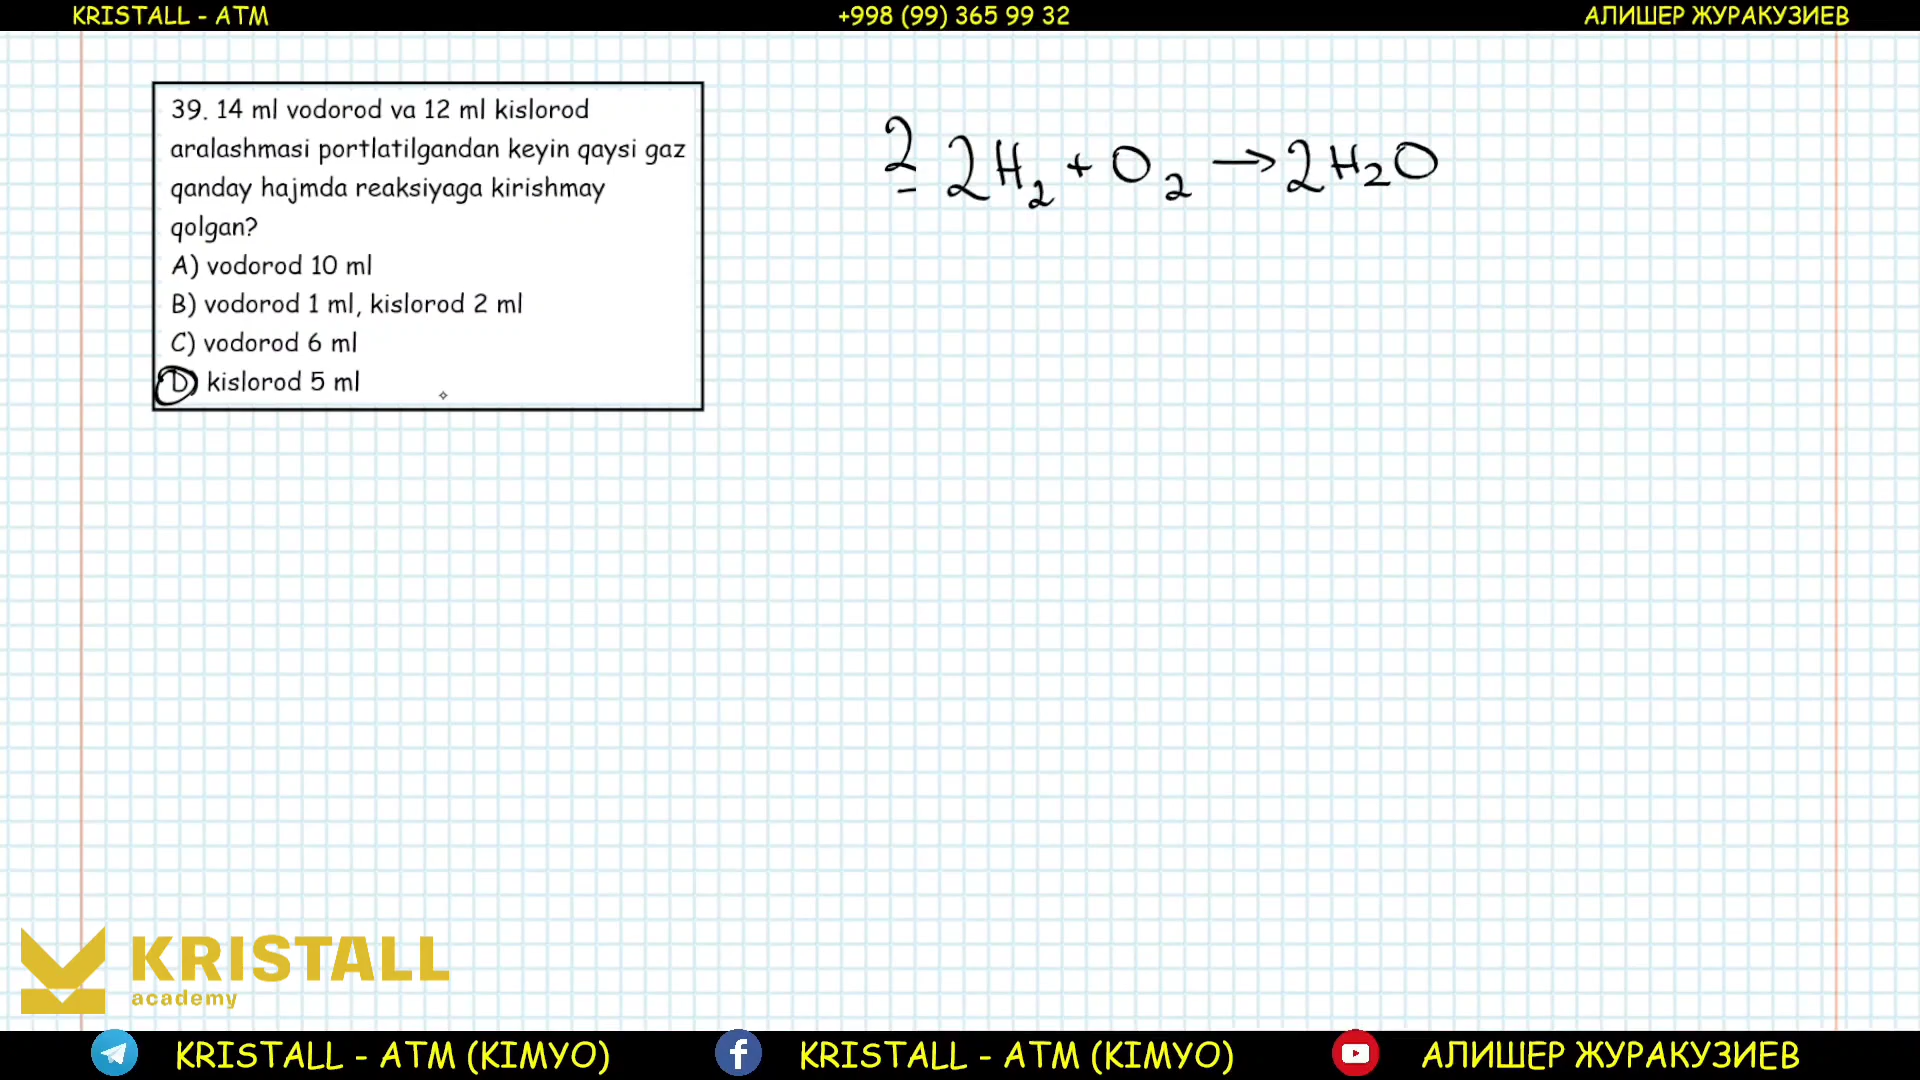 KRISTALL - ATM
+998 (99) 365 99 32
АЛИШЕР ЖУРАКУЗИЕВ
39. 14 ml vodorod va 12 ml kislorod
aralashmasi portlatilgandan keyin qaysi gaz
qanday hajmda reaksiyaga kirishmay
qolgan?
A) vodorod 10 ml
B) vodorod 1 ml, kislorod 2 ml
C) vodorod 6 ml
D) kislorod 5 ml
2 2H₂ + O₂ → 2H₂O
KRISTALL
academy
KRISTALL - ATM (KIMYO)
KRISTALL - ATM (KIMYO)
АЛИШЕР ЖУРАКУЗИЕВ